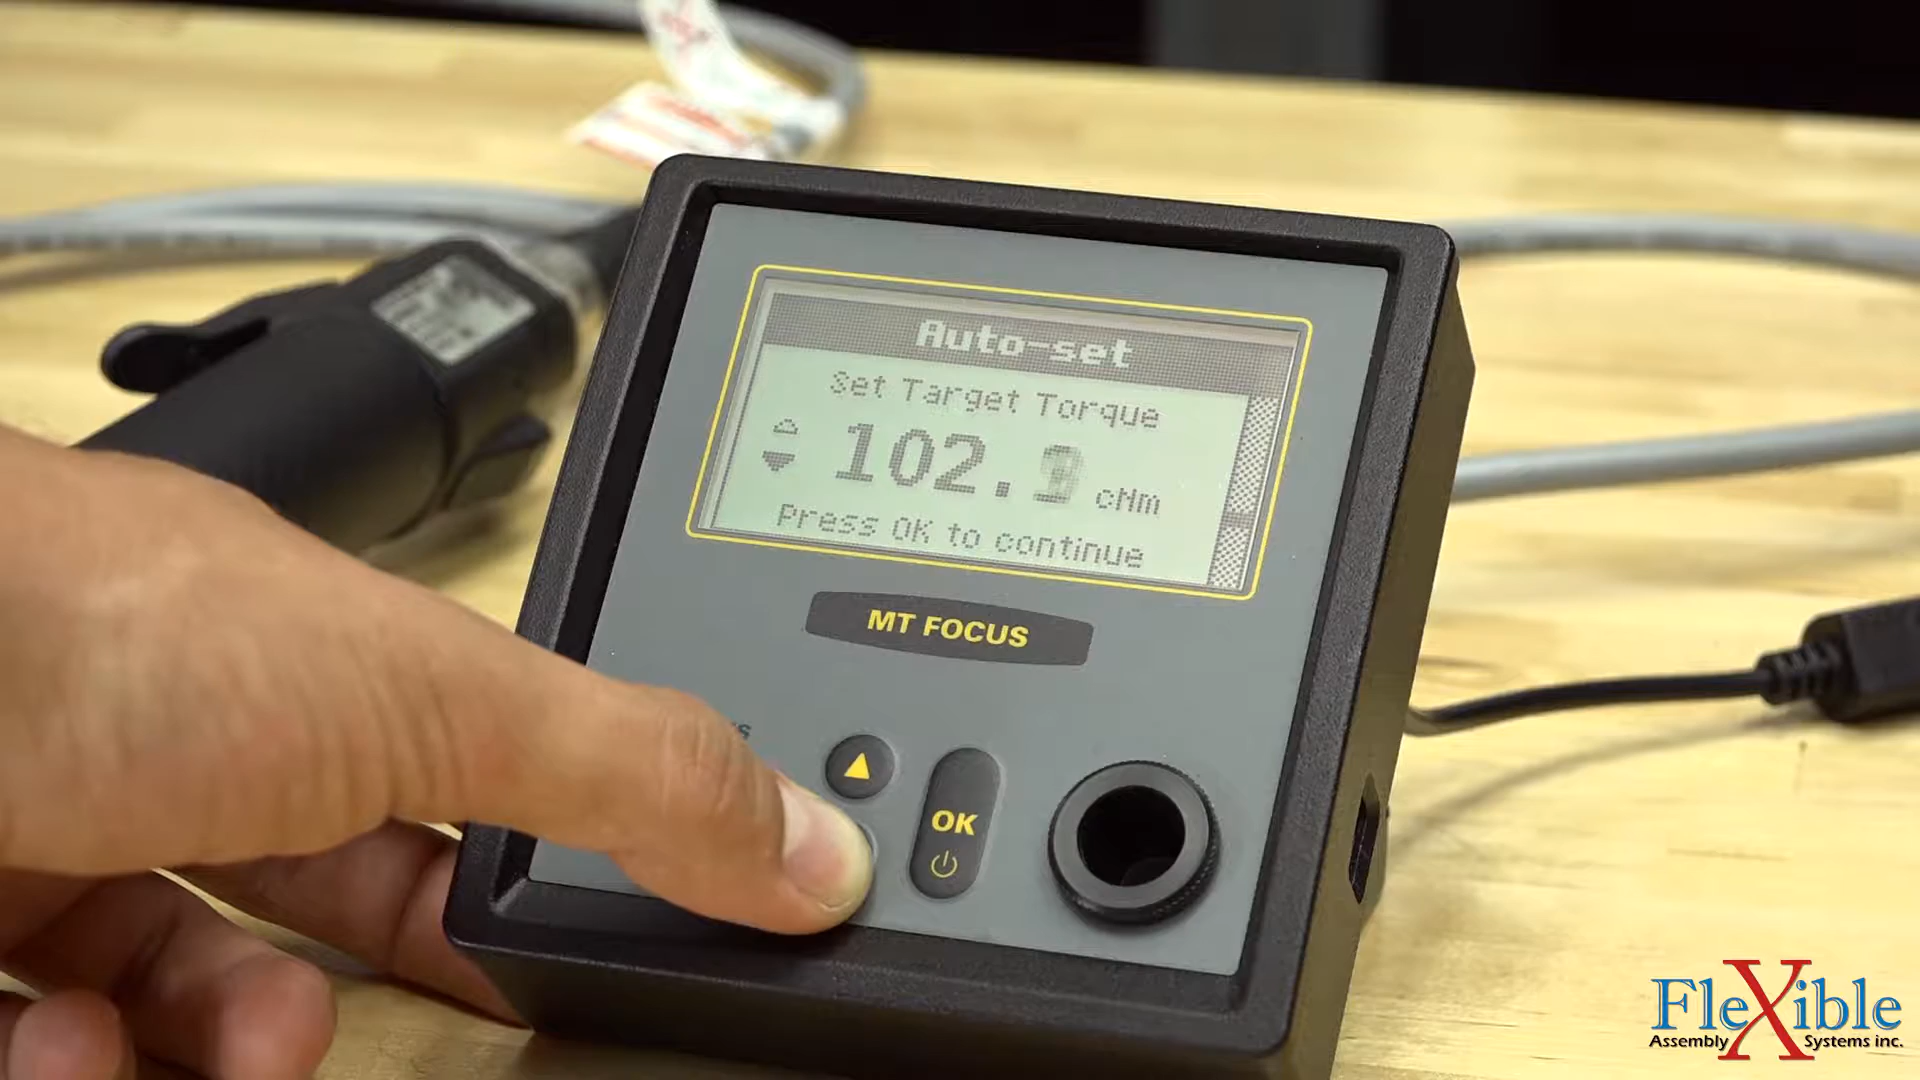 Auto-set
Set Target Torque
102. cNm
Press OK to continue
MT FOCUS
OK
FleXible
Assembly Systems inc.